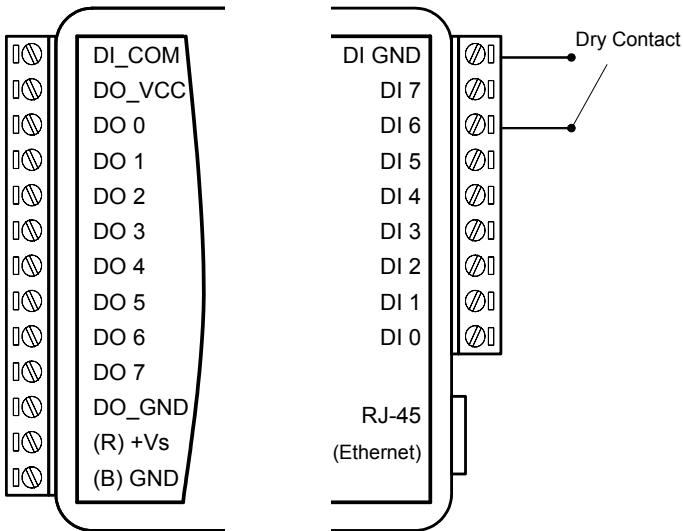 DI_COM
DO_VCC
DO 0
DO 1
DO 2
DO 3
DO 4
DO 5
DO 6
DO 7
DO_GND
(R) +Vs
(B) GND
DI GND
DI 7
DI 6
DI 5
DI 4
DI 3
DI 2
DI 1
DI 0
RJ-45
(Ethernet)
Dry Contact